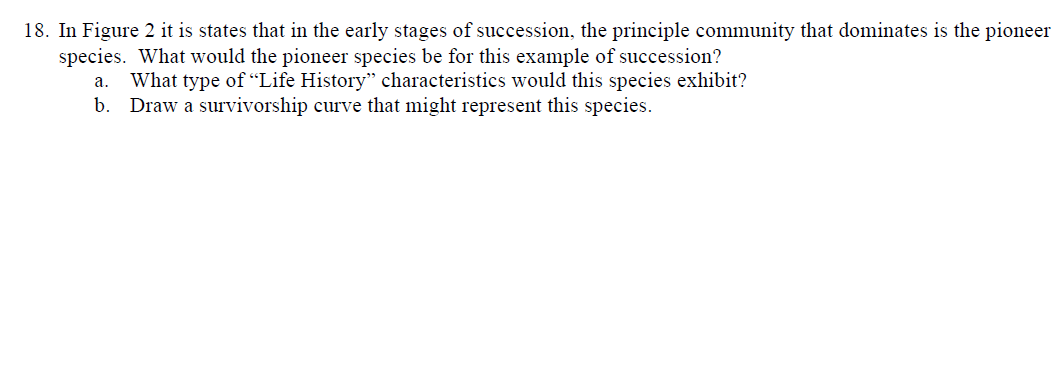 18. In Figure 2 it is states that in the early stages of succession, the principle community that dominates is the pioneer
species. What would the pioneer species be for this example of succession?
a. What type of “Life History” characteristics would this species exhibit?
b. Draw a survivorship curve that might represent this species.